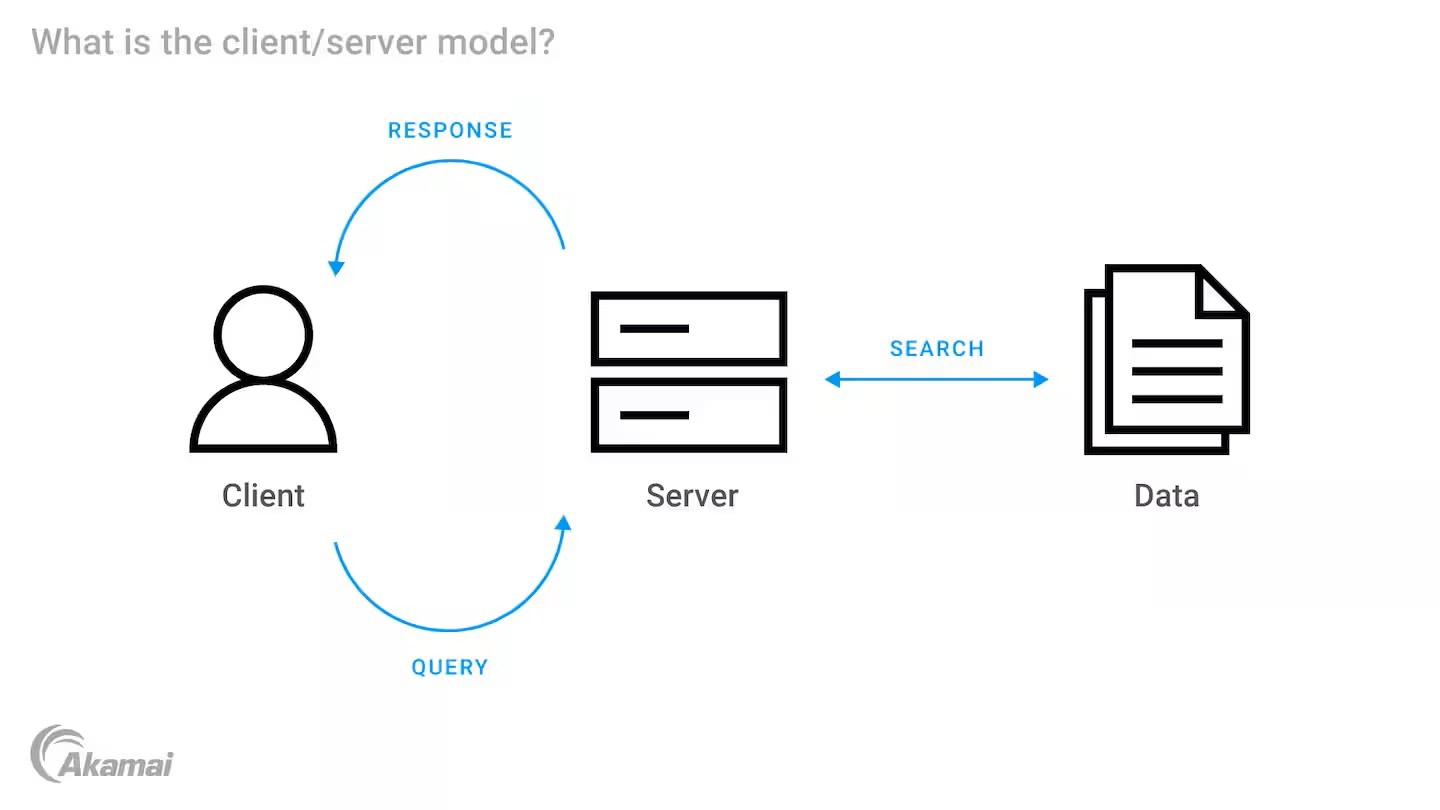 What is the client/server model?
RESPONSE
SEARCH
Client
Server
Data
QUERY
Akamai